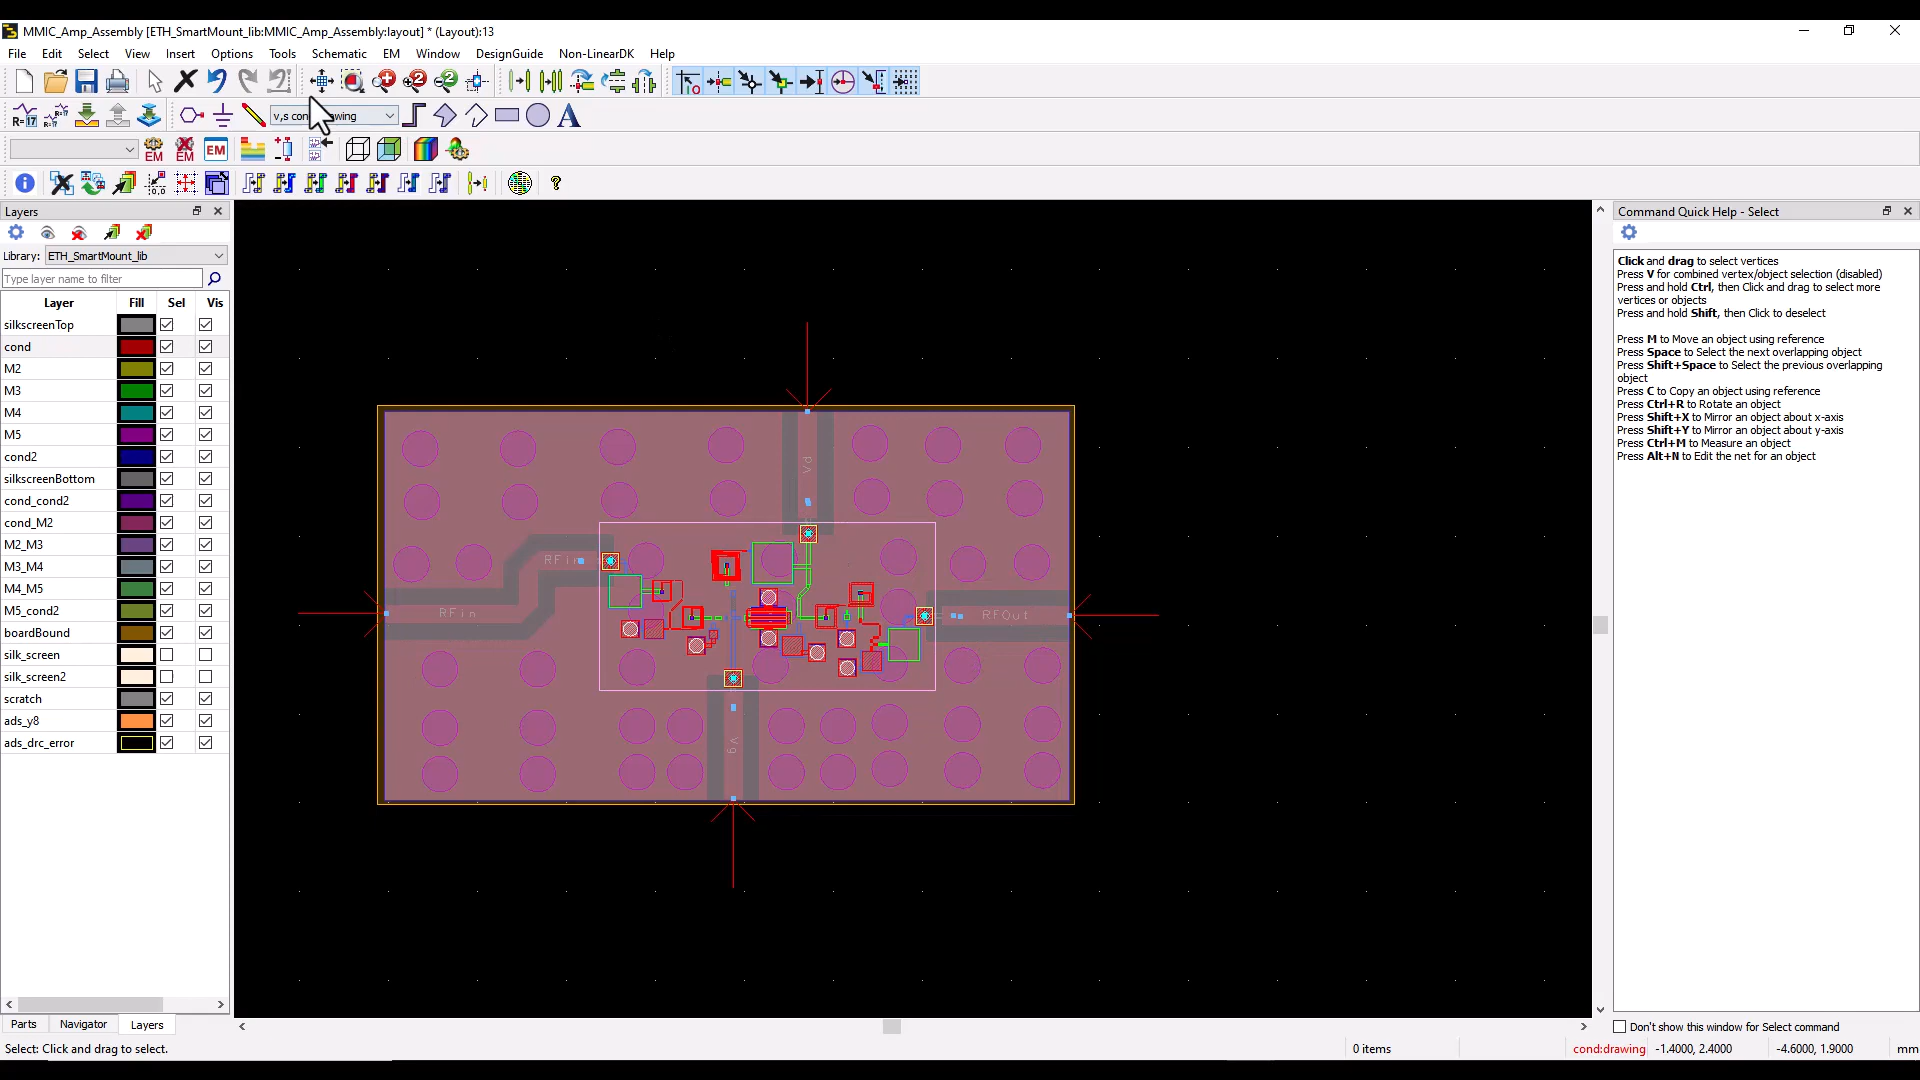 MMIC_Amp_Assembly [ETH_SmartMount_lib:MMIC_Amp_Assembly:layout] * (Layout):13
File Edit Select View Insert Options Tools Schematic EM Window DesignGuide Non-LinearDK Help
Layers
Library: ETH_SmartMount_lib
Type layer name to filter
Layer Fill Sel Vis
silkscreenTop
cond
M2
M3
M4
M5
cond2
silkscreenBottom
cond_cond2
cond_M2
M2_M3
M3_M4
M4_M5
M5_cond2
boardBound
silk_screen
silk_screen2
scratch
ads_y8
ads_drc_error
Parts Navigator Layers
Vd
RFin
RFin
RFOut
Vg
Command Quick Help - Select
Click and drag to select vertices
Press V for combined vertex/object selection (disabled)
Press and hold Ctrl, then Click and drag to select more
vertices or objects
Press and hold Shift, then Click to deselect
Press M to Move an object using reference
Press Space to Select the next overlapping object
Press Shift+Space to Select the previous overlapping
object
Press C to Copy an object using reference
Press Ctrl+R to Rotate an object
Press Shift+X to Mirror an object about x-axis
Press Shift+Y to Mirror an object about y-axis
Press Ctrl+M to Measure an object
Press Alt+N to Edit the net for an object
Don't show this window for Select command
Select: Click and drag to select.
0 items
cond:drawing
-1.4000, 2.4000
-4.6000, 1.9000
mm